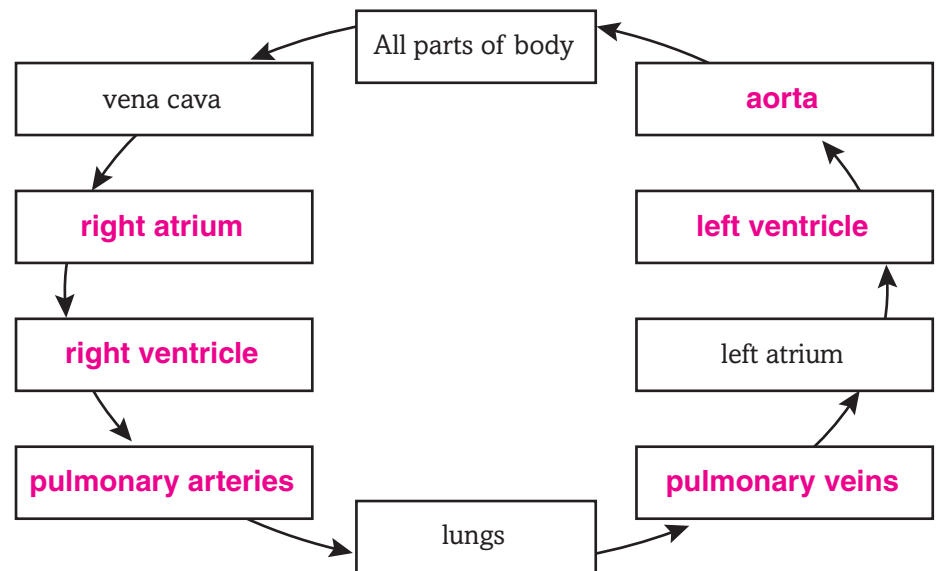 All parts of body
vena cava
aorta
right atrium
left ventricle
right ventricle
left atrium
pulmonary arteries
pulmonary veins
lungs